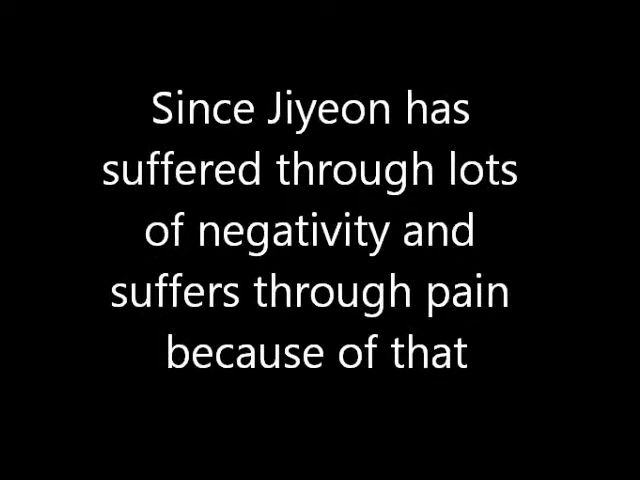 Since Jiyeon has
suffered through lots
of negativity and
suffers through pain
because of that